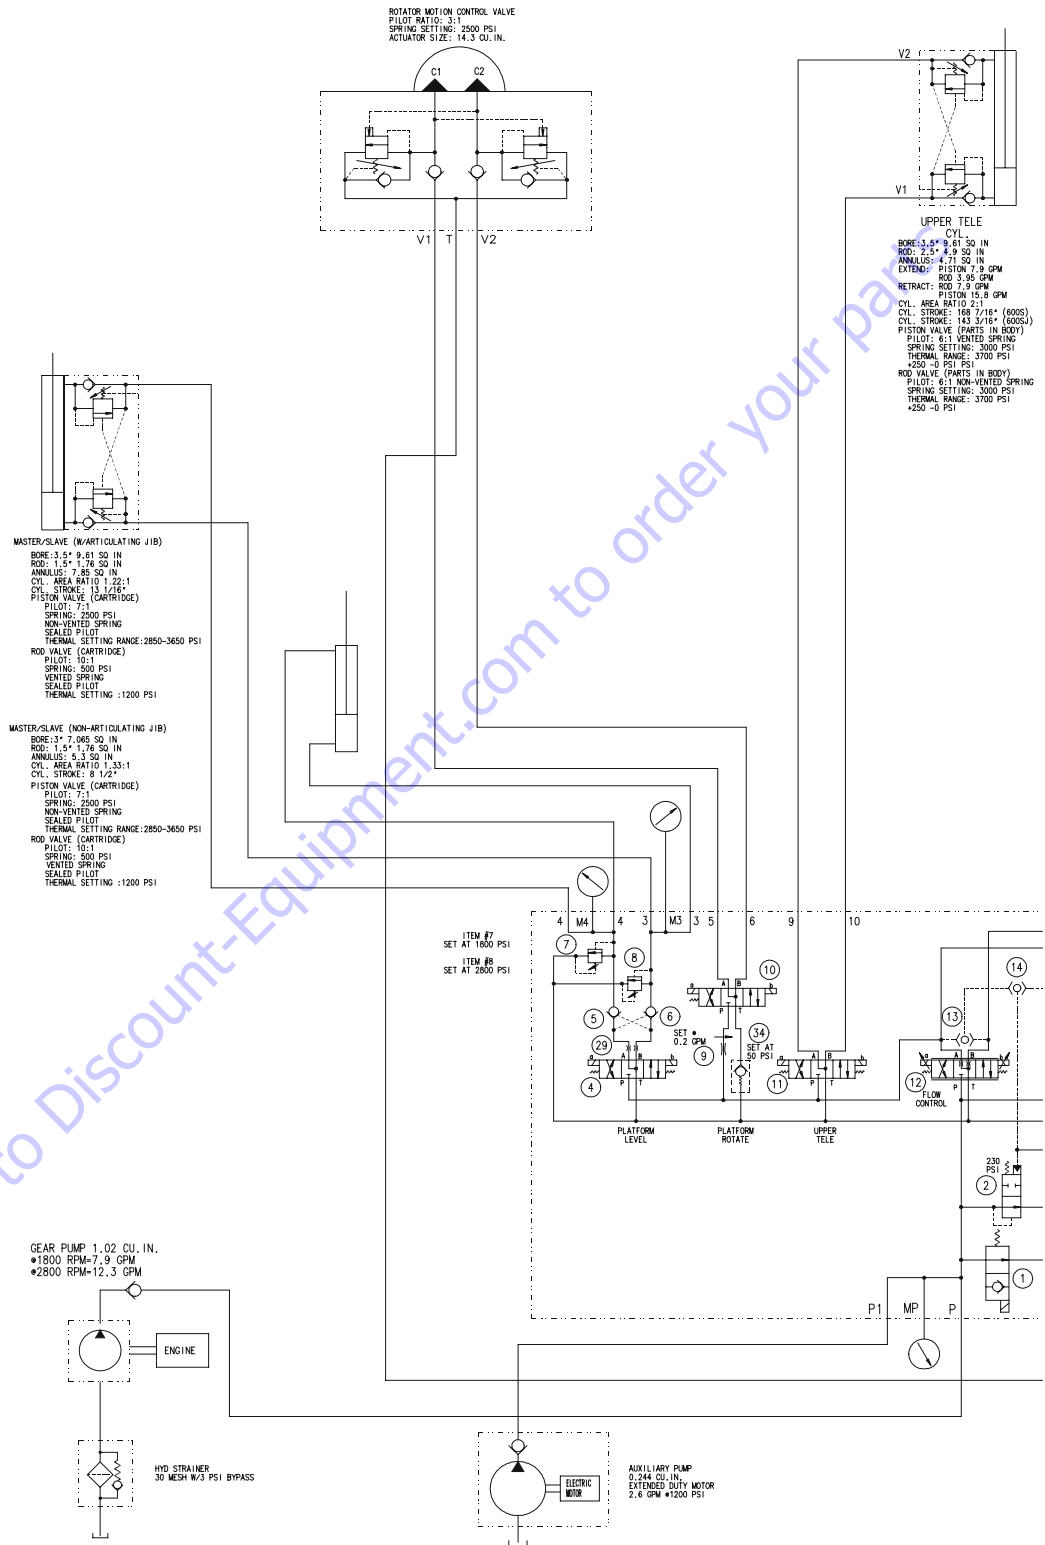 ROTATOR MOTION CONTROL VALVE
PILOT RATIO: 3:1
SPRING SETTING: 2500 PSI
ACTUATOR SIZE: 14.3 CU.IN.
C1
C2
V1
T
V2
V2
V1
UPPER TELE
CYL.
BORE:3.5" 9.61 SQ IN
ROD: 2.5" 4.9 SQ IN
ANNULUS: 4.71 SQ IN
EXTEND: PISTON 7.9 GPM
ROD 3.95 GPM
RETRACT: ROD 7.9 GPM
PISTON 15.8 GPM
CYL. AREA RATIO 2:1
CYL. STROKE: 168 7/16" (600S)
CYL. STROKE: 143 3/16" (600SJ)
PISTON VALVE (PARTS IN BODY)
PILOT: 6:1 VENTED SPRING
SPRING SETTING: 3000 PSI
THERMAL RANGE: 3700 PSI
+250 -0 PSI PSI
ROD VALVE (PARTS IN BODY)
PILOT: 6:1 NON-VENTED SPRING
SPRING SETTING: 3000 PSI
THERMAL RANGE: 3700 PSI
+250 -0 PSI
MASTER/SLAVE (W/ARTICULATING JIB)
BORE:3.5" 9.61 SQ IN
ROD: 1.5" 1.76 SQ IN
ANNULUS: 7.85 SQ IN
CYL. AREA RATIO 1.22:1
CYL. STROKE: 13 1/16"
PISTON VALVE (CARTRIDGE)
PILOT: 7:1
SPRING: 2500 PSI
NON-VENTED SPRING
SEALED PILOT
THERMAL SETTING RANGE:2850-3650 PSI
ROD VALVE (CARTRIDGE)
PILOT: 10:1
SPRING: 500 PSI
VENTED SPRING
SEALED PILOT
THERMAL SETTING :1200 PSI
MASTER/SLAVE (NON-ARTICULATING JIB)
BORE:3" 7.065 SQ IN
ROD: 1.5" 1.76 SQ IN
ANNULUS: 5.3 SQ IN
CYL. AREA RATIO 1.33:1
CYL. STROKE: 8 1/2"
PISTON VALVE (CARTRIDGE)
PILOT: 7:1
SPRING: 2500 PSI
NON-VENTED SPRING
SEALED PILOT
THERMAL SETTING RANGE:2850-3650 PSI
ROD VALVE (CARTRIDGE)
PILOT: 10:1
SPRING: 500 PSI
VENTED SPRING
SEALED PILOT
THERMAL SETTING :1200 PSI
4 M4 4 3 M3 3 5 6 9 10
ITEM #7
SET AT 1800 PSI
ITEM #8
SET AT 2800 PSI
7
8
10
14
a A B b
P T
5
6
SET @
0.2 GPM
9
34
SET AT
50 PSI
13
29
a A B b
4
P T
a A B b
11
P T
a A B b
12
P T
FLOW
CONTROL
PLATFORM
LEVEL
PLATFORM
ROTATE
UPPER
TELE
230
PSI
2
1
P1 MP P
GEAR PUMP 1.02 CU.IN.
@1800 RPM=7.9 GPM
@2800 RPM=12.3 GPM
ENGINE
HYD STRAINER
30 MESH W/3 PSI BYPASS
ELECTRIC
MOTOR
AUXILIARY PUMP
0.244 CU.IN.
EXTENDED DUTY MOTOR
2.6 GPM @1200 PSI
to Discount-Equipment.com to order your parts